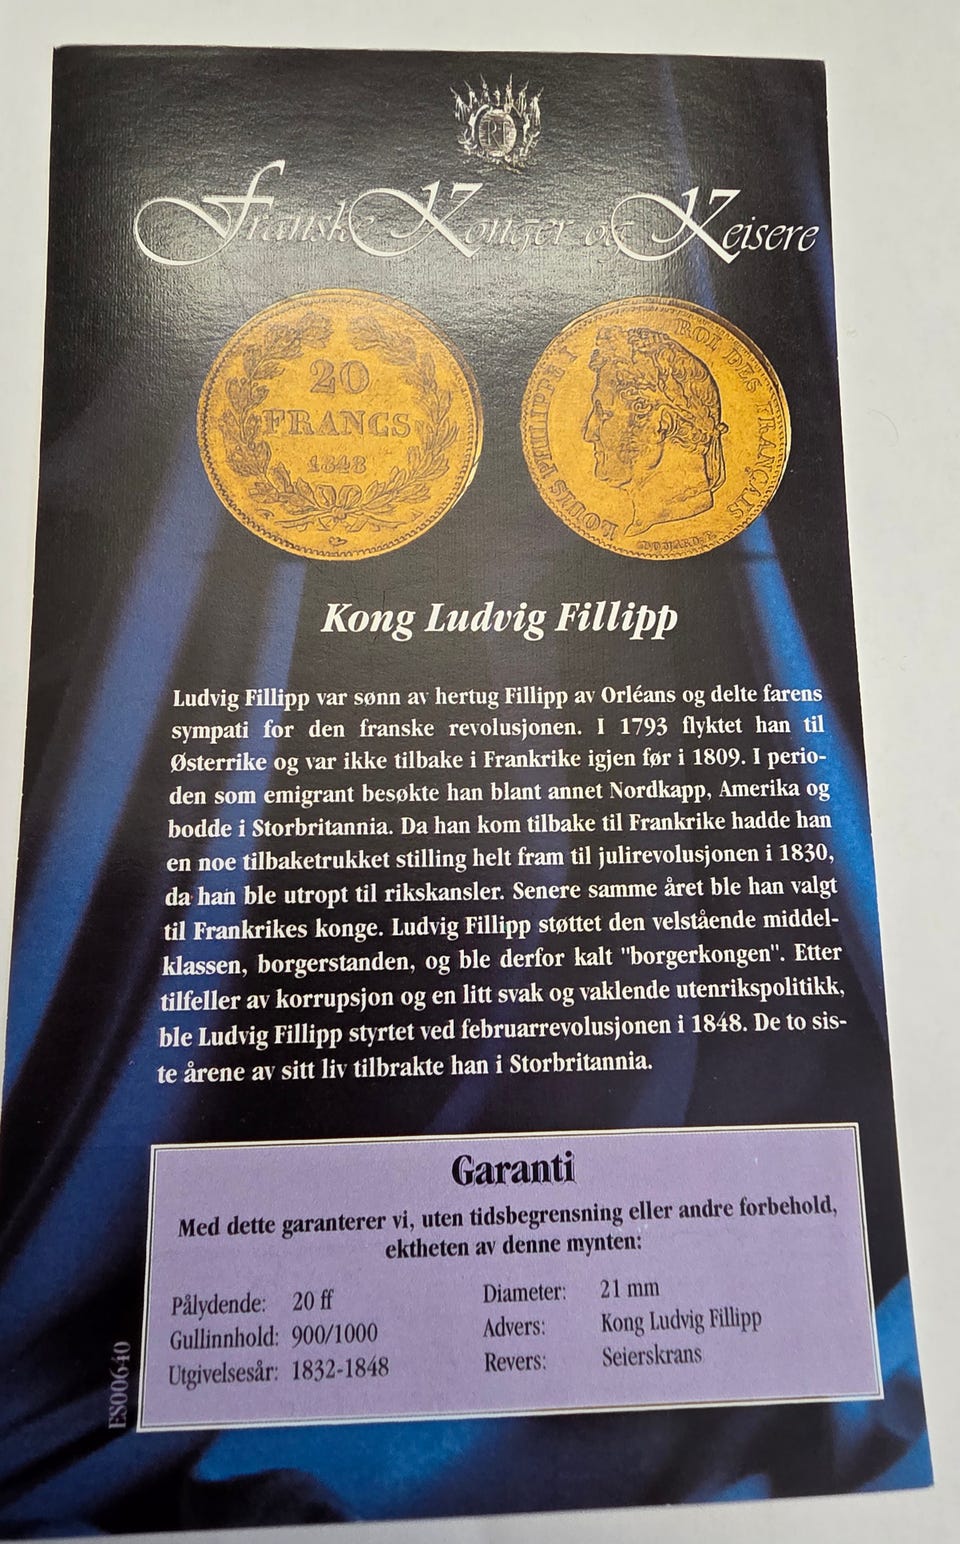 Franske Konger og Keisere
20
FRANCS
1848
LOUIS PHILIPPE I ROI DES FRANÇAIS
Kong Ludvig Fillipp
Ludvig Fillipp var sønn av hertug Fillipp av Orléans og delte farens
sympati for den franske revolusjonen. I 1793 flyktet han til
Østerrike og var ikke tilbake i Frankrike igjen før i 1809. I perio-
den som emigrant besøkte han blant annet Nordkapp, Amerika og
bodde i Storbritannia. Da han kom tilbake til Frankrike hadde han
en noe tilbaketrukket stilling helt fram til julirevolusjonen i 1830,
da han ble utropt til rikskansler. Senere samme året ble han valgt
til Frankrikes konge. Ludvig Fillipp støttet den velstående middel-
klassen, borgerstanden, og ble derfor kalt "borgerkongen". Etter
tilfeller av korrupsjon og en litt svak og vaklende utenrikspolitikk,
ble Ludvig Fillipp styrtet ved februarrevolusjonen i 1848. De to sis-
te årene av sitt liv tilbrakte han i Storbritannia.
Garanti
Med dette garanterer vi, uten tidsbegrensning eller andre forbehold,
ektheten av denne mynten:
Pålydende: 20 ff Diameter: 21 mm
Gullinnhold: 900/1000 Advers: Kong Ludvig Fillipp
Utgivelsesår: 1832-1848 Revers: Seierskrans
ES00640